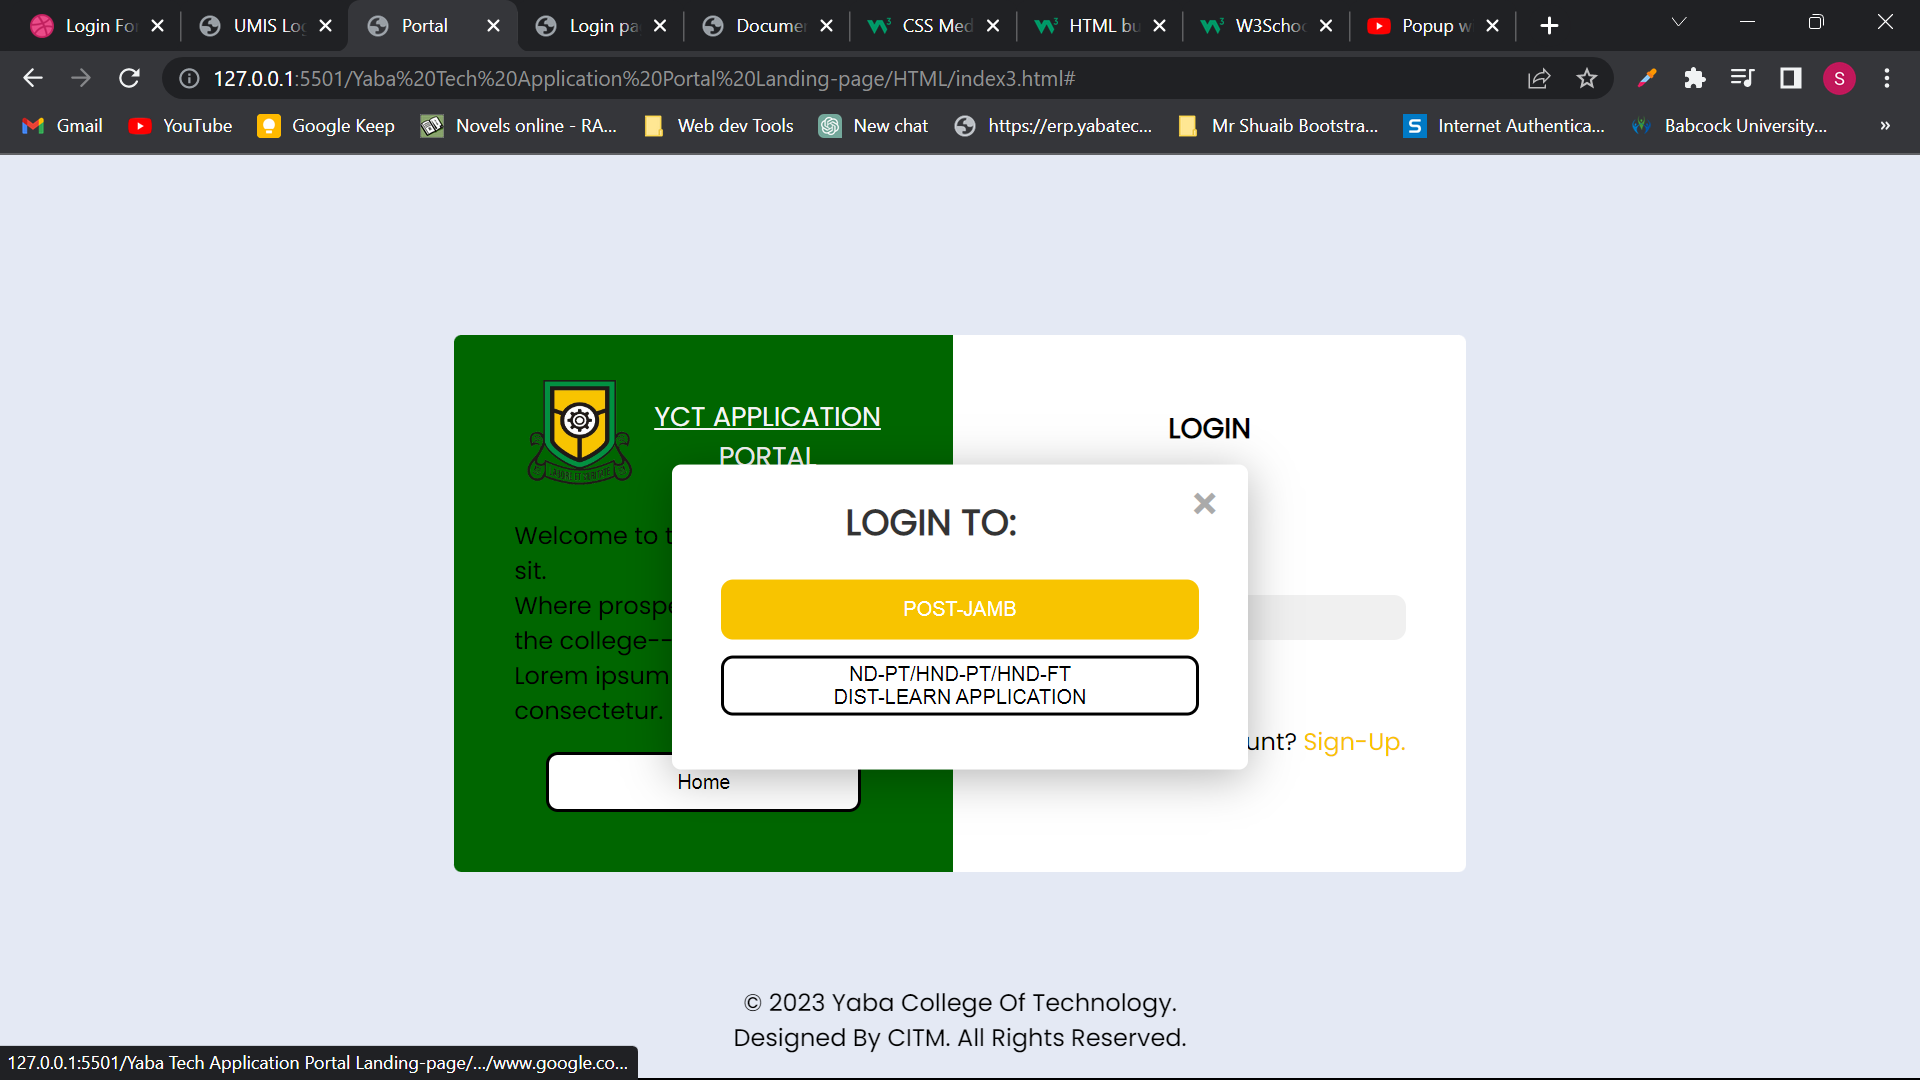 Login Fo
UMIS Log
Portal
Login pa
Documen
CSS Med
HTML bu
W3Schoo
Popup w
127.0.0.1:5501/Yaba%20Tech%20Application%20Portal%20Landing-page/HTML/index3.html#
S
Gmail
YouTube
Google Keep
Novels online - RA...
Web dev Tools
New chat
https://erp.yabatec...
Mr Shuaib Bootstra...
S
Internet Authentica...
Babcock University...
»
YCT APPLICATION
PORTAL
LOGIN
LOGIN TO:
Welcome to t
sit.
Where prospe
the college--
Lorem ipsum
consectetur.
POST-JAMB
ND-PT/HND-PT/HND-FT
DIST-LEARN APPLICATION
unt? Sign-Up.
Home
© 2023 Yaba College Of Technology.
Designed By CITM. All Rights Reserved.
127.0.0.1:5501/Yaba Tech Application Portal Landing-page/.../www.google.co...